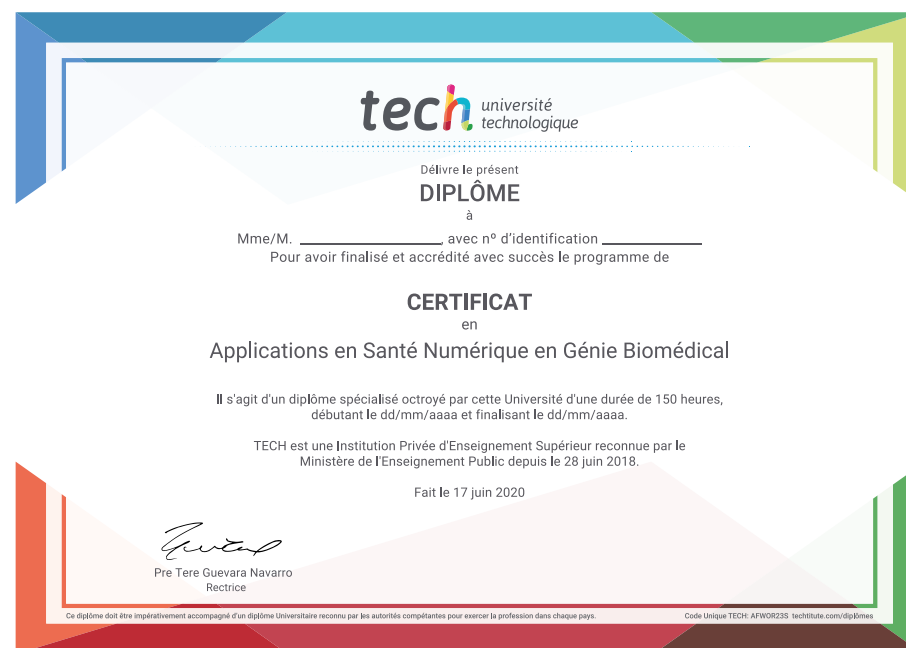 tech université
technologique
Délivre le présent
DIPLÔME
à
Mme/M. ____________________, avec nº d'identification ______________
Pour avoir finalisé et accrédité avec succès le programme de
CERTIFICAT
en
Applications en Santé Numérique en Génie Biomédical
Il s'agit d'un diplôme spécialisé octroyé par cette Université d'une durée de 150 heures,
débutant le dd/mm/aaaa et finalisant le dd/mm/aaaa.
TECH est une Institution Privée d'Enseignement Supérieur reconnue par le
Ministère de l'Enseignement Public depuis le 28 juin 2018.
Fait le 17 juin 2020
Pre Tere Guevara Navarro
Rectrice
Ce diplôme doit être impérativement accompagné d'un diplôme Universitaire reconnu par les autorités compétantes pour exercer la profession dans chaque pays. Code Unique TECH: AFWOR23S techtitute.com/diplômes